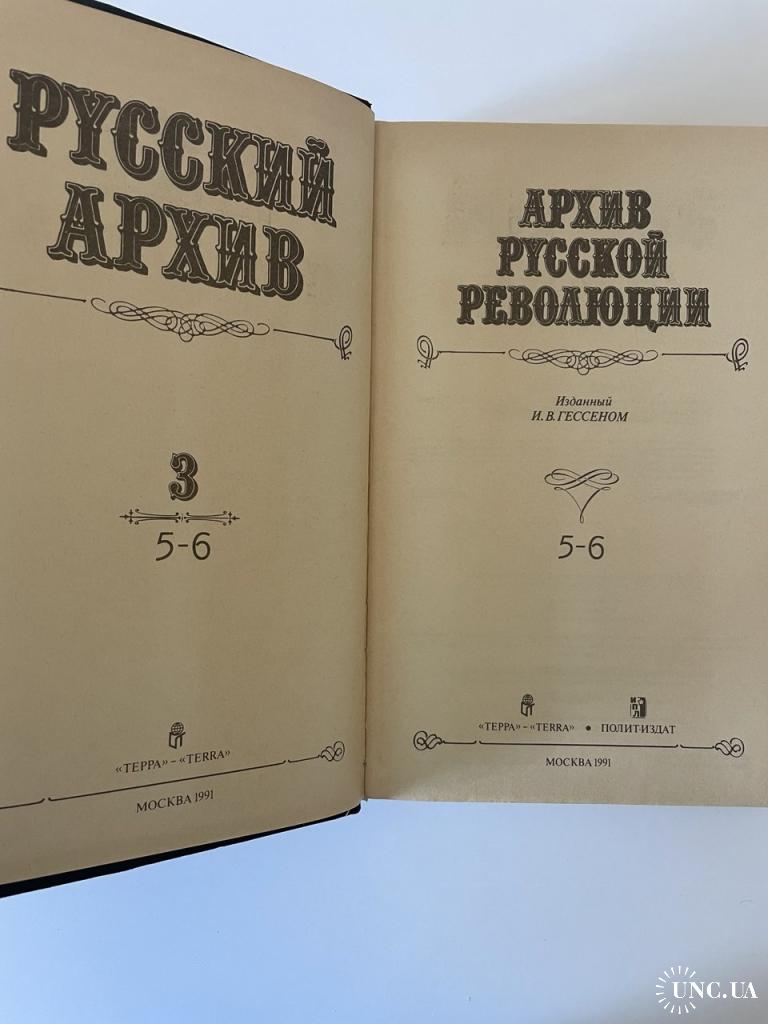 РУССКИЙ
АРХИВ
3
5-6
«ТЕРРА» – «TERRA»
МОСКВА 1991
АРХИВ
РУССКОЙ
РЕВОЛЮЦИИ
Изданный
И. В. ГЕССЕНОМ
5-6
«ТЕРРА» – «TERRA» • ПОЛИТИЗДАТ
МОСКВА 1991
UNC.UA